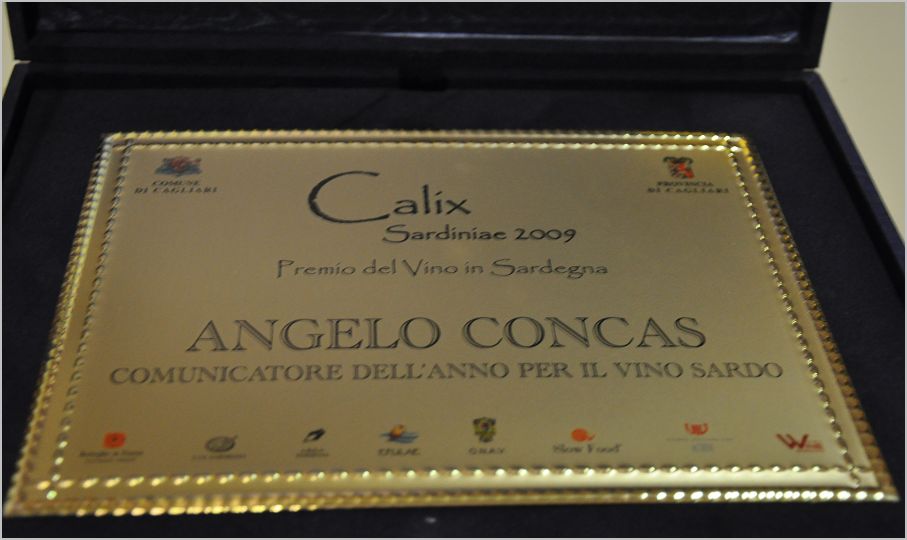 COMUNE
DI CAGLIARI
PROVINCIA
DI CAGLIARI
Calix
Sardiniae 2009
Premio del Vino in Sardegna
ANGELO CONCAS
COMUNICATORE DELL'ANNO PER IL VINO SARDO
EPULAE
O.N.A.V.
Slow Food